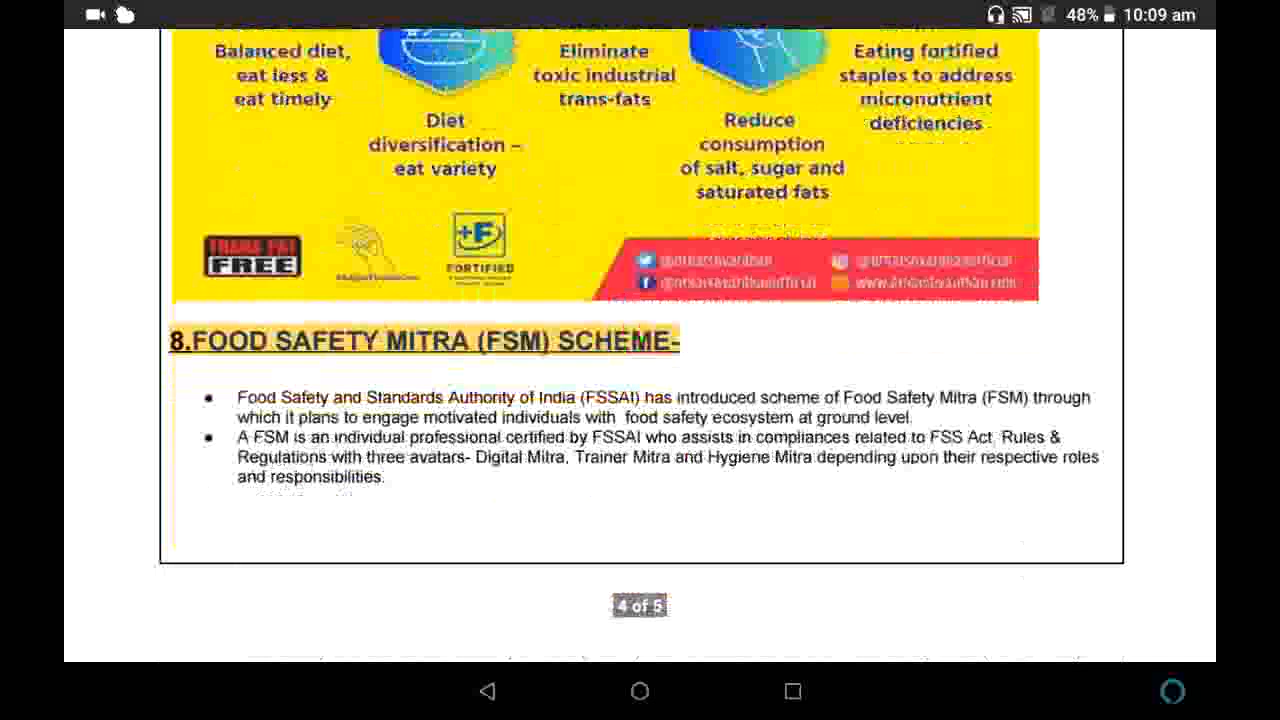 48% 10:09 am
Balanced diet,
eat less &
eat timely
Diet
diversification –
eat variety
Eliminate
toxic industrial
trans-fats
Reduce
consumption
of salt, sugar and
saturated fats
Eating fortified
staples to address
micronutrient
deficiencies
TRANS FAT
FREE
+F
FORTIFIED
8.FOOD SAFETY MITRA (FSM) SCHEME-
● Food Safety and Standards Authority of India (FSSAI) has introduced scheme of Food Safety Mitra (FSM) through
which it plans to engage motivated individuals with food safety ecosystem at ground level.
● A FSM is an individual professional certified by FSSAI who assists in compliances related to FSS Act, Rules &
Regulations with three avatars- Digital Mitra, Trainer Mitra and Hygiene Mitra depending upon their respective roles
and responsibilities.
4 of 5